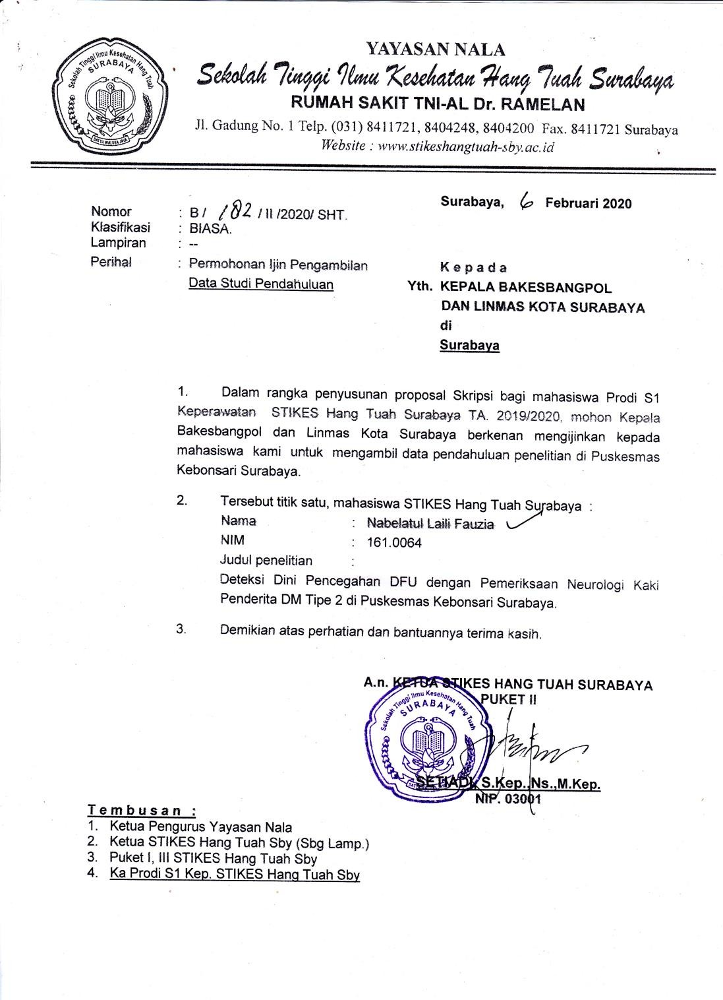 Sekolah Tinggi Ilmu Kesehatan Hang Tuah
SURABAYA
SATYA WALUYA JAYA
YAYASAN NALA
Sekolah Tinggi Ilmu Kesehatan Hang Tuah Surabaya
RUMAH SAKIT TNI-AL Dr. RAMELAN
Jl. Gadung No. 1 Telp. (031) 8411721, 8404248, 8404200 Fax. 8411721 Surabaya
Website : www.stikeshangtuah-sby.ac.id
Surabaya, 6 Februari 2020
Nomor : B / 182 / II /2020/ SHT.
Klasifikasi : BIASA.
Lampiran : --
Perihal : Permohonan Ijin Pengambilan
Data Studi Pendahuluan
Kepada
Yth. KEPALA BAKESBANGPOL
DAN LINMAS KOTA SURABAYA
di
Surabaya
1. Dalam rangka penyusunan proposal Skripsi bagi mahasiswa Prodi S1
Keperawatan STIKES Hang Tuah Surabaya TA. 2019/2020, mohon Kepala
Bakesbangpol dan Linmas Kota Surabaya berkenan mengijinkan kepada
mahasiswa kami untuk mengambil data pendahuluan penelitian di Puskesmas
Kebonsari Surabaya.
2. Tersebut titik satu, mahasiswa STIKES Hang Tuah Surabaya :
Nama : Nabelatul Laili Fauzia
NIM : 161.0064
Judul penelitian :
Deteksi Dini Pencegahan DFU dengan Pemeriksaan Neurologi Kaki
Penderita DM Tipe 2 di Puskesmas Kebonsari Surabaya.
3. Demikian atas perhatian dan bantuannya terima kasih.
A.n. KETUA STIKES HANG TUAH SURABAYA
PUKET II
Sekolah Tinggi Ilmu Kesehatan Hang Tuah
SURABAYA
SETIADI, S.Kep.,Ns.,M.Kep.
NIP. 03001
Tembusan :
1. Ketua Pengurus Yayasan Nala
2. Ketua STIKES Hang Tuah Sby (Sbg Lamp.)
3. Puket I, III STIKES Hang Tuah Sby
4. Ka Prodi S1 Kep. STIKES Hang Tuah Sby